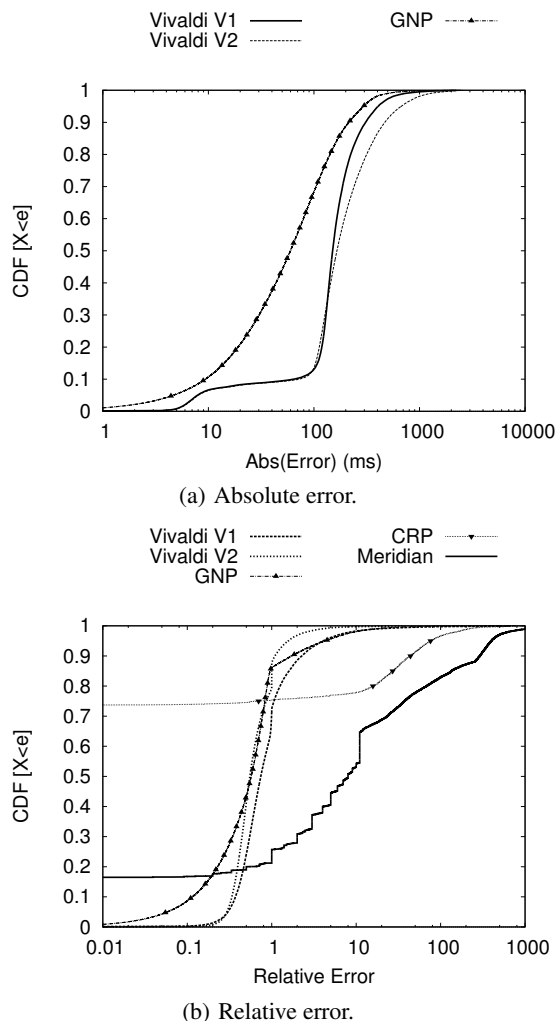 Vivaldi V1
Vivaldi V2
GNP
1
0.9
0.8
0.7
0.6
0.5
0.4
0.3
0.2
0.1
0
CDF [X<e]
1 10 100 1000 10000
Abs(Error) (ms)
(a) Absolute error.
Vivaldi V1
Vivaldi V2
GNP
CRP
Meridian
1
0.9
0.8
0.7
0.6
0.5
0.4
0.3
0.2
0.1
0
CDF [X<e]
0.01 0.1 1 10 100 1000
Relative Error
(b) Relative error.